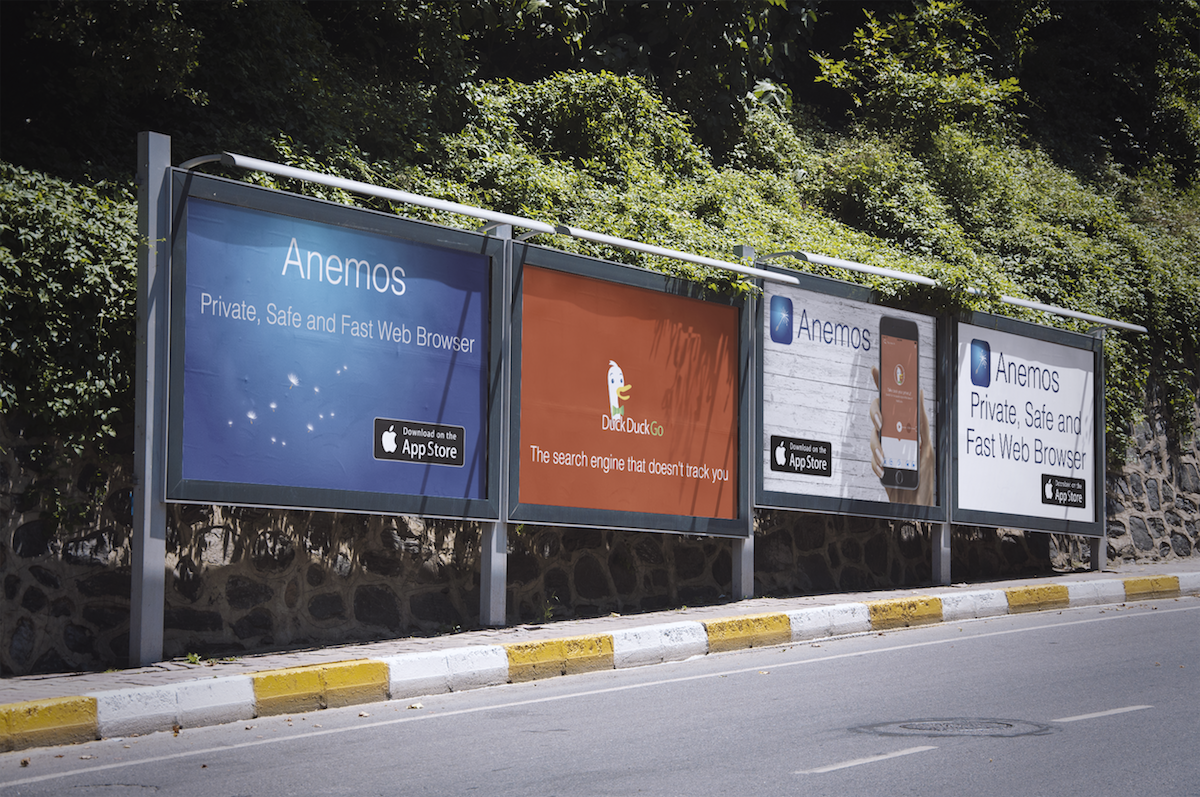 Anemos
Private, Safe and Fast Web Browser
Download on the
App Store
DuckDuckGo
The search engine that doesn't track you
Anemos
Download on the
App Store
Anemos
Private, Safe and
Fast Web Browser
Download on the
App Store